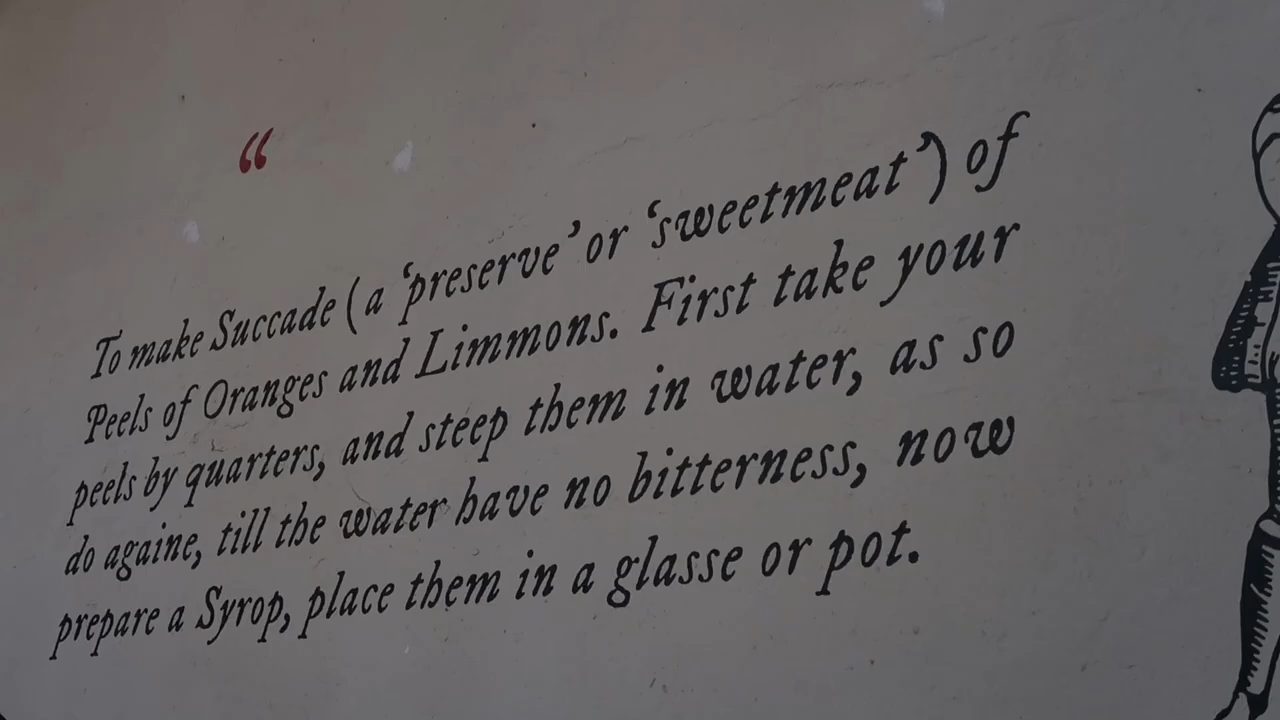 “
To make Succade (a ‘preserve’ or ‘sweetmeat’) of
Peels of Oranges and Limmons. First take your
peels by quarters, and steep them in water, as so
do againe, till the water have no bitterness, now
prepare a Syrop, place them in a glasse or pot.